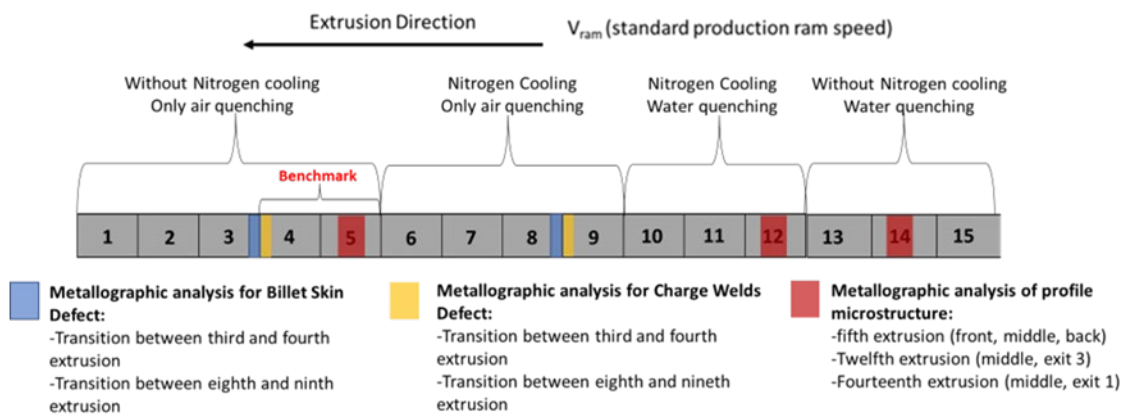 Extrusion Direction
Vram (standard production ram speed)
Without Nitrogen cooling
Only air quenching
Nitrogen Cooling
Only air quenching
Nitrogen Cooling
Water quenching
Without Nitrogen cooling
Water quenching
Benchmark
1 2 3 4 5 6 7 8 9 10 11 12 13 14 15
Metallographic analysis for Billet Skin
Defect:
-Transition between third and fourth
extrusion
-Transition between eighth and ninth
extrusion
Metallographic analysis for Charge Welds
Defect:
-Transition between third and fourth
extrusion
-Transition between eighth and nineth
extrusion
Metallographic analysis of profile
microstructure:
-fifth extrusion (front, middle, back)
-Twelfth extrusion (middle, exit 3)
-Fourteenth extrusion (middle, exit 1)